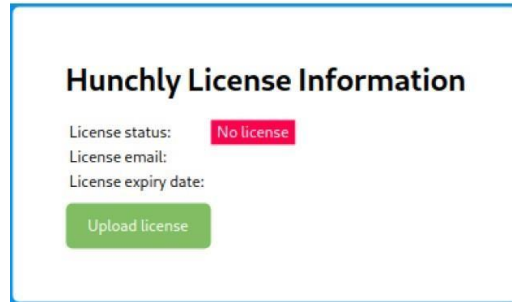 Hunchly License Information
License status: No license
License email:
License expiry date:
Upload license